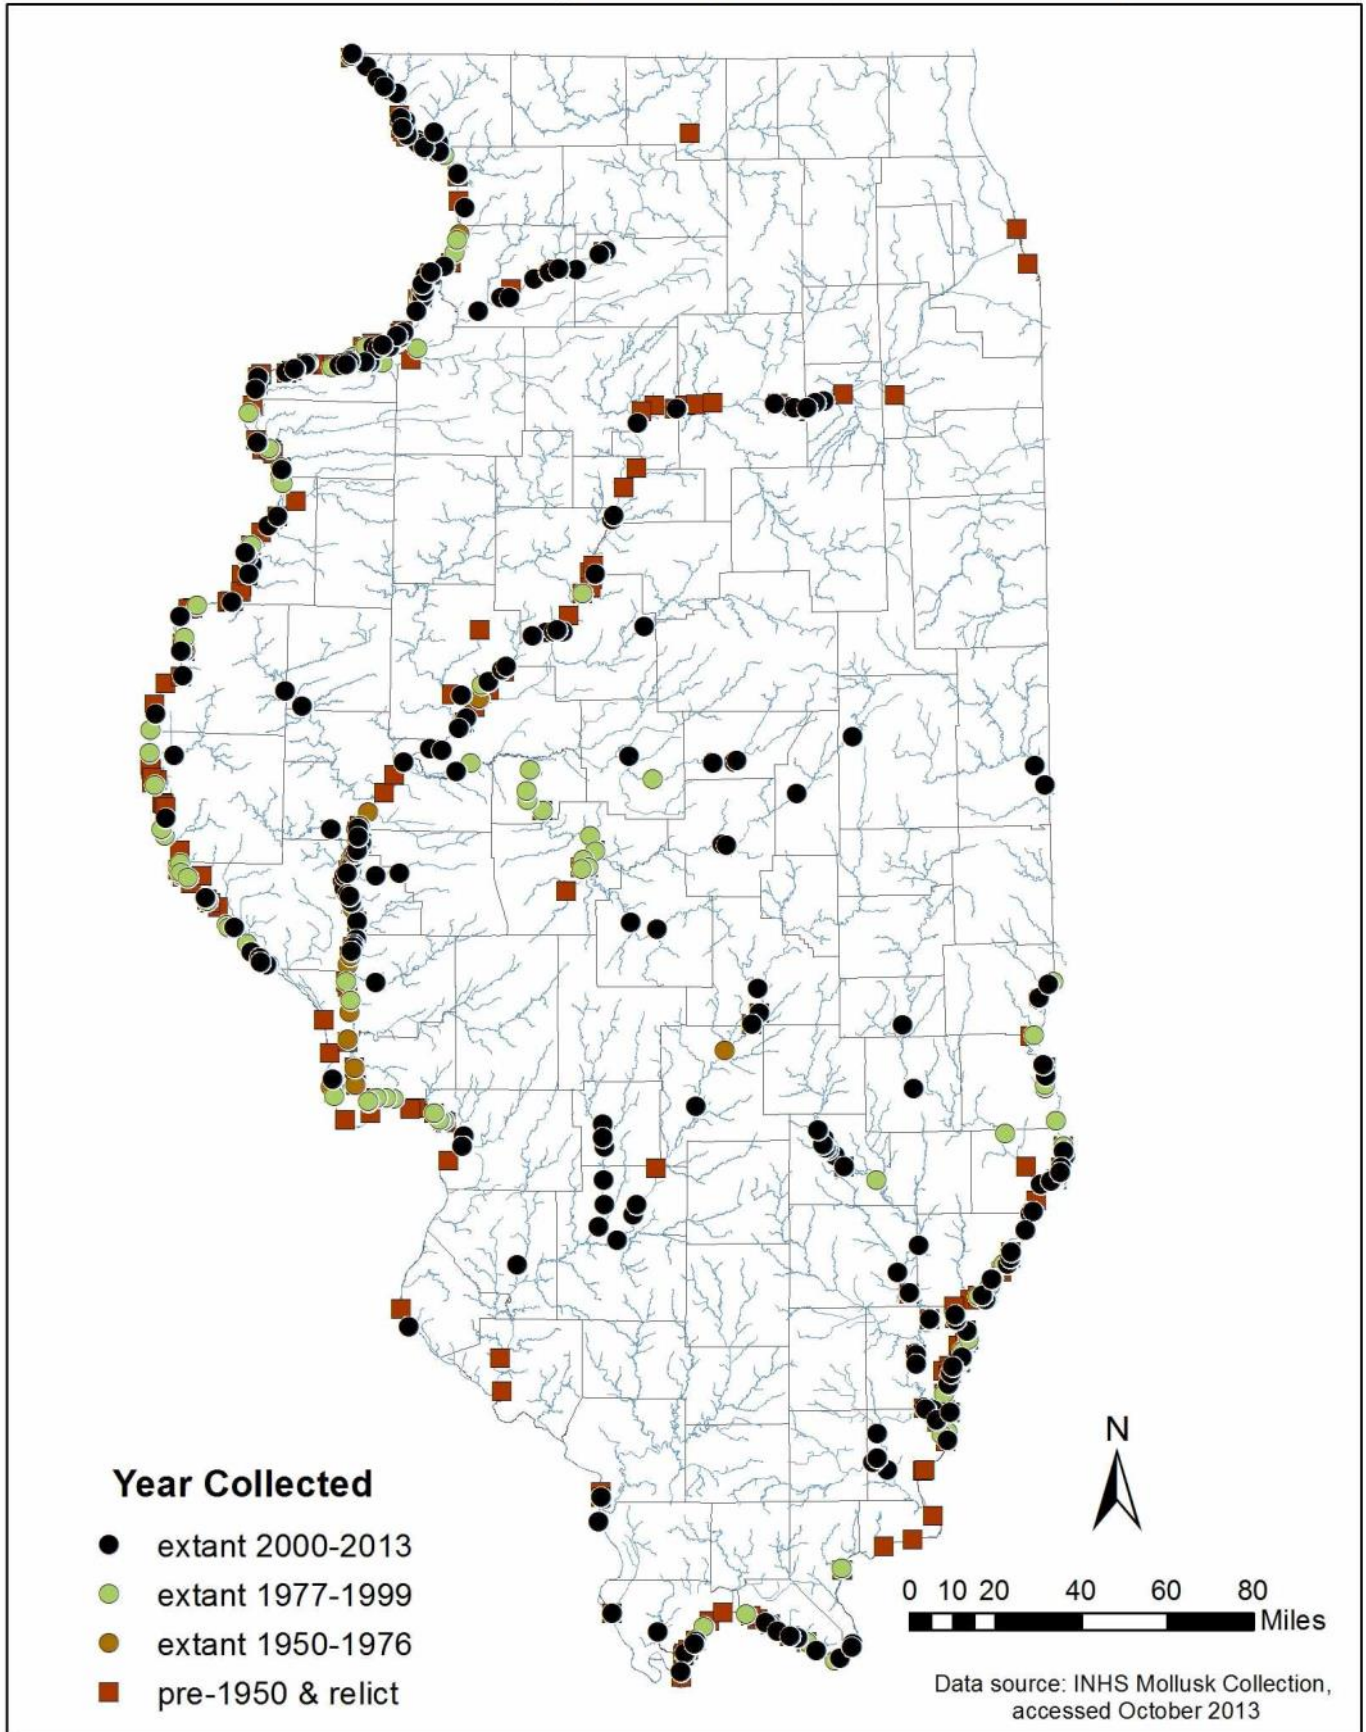 N
Year Collected
extant 2000-2013
extant 1977-1999
extant 1950-1976
pre-1950 & relict
0 10 20 40 60 80
Miles
Data source: INHS Mollusk Collection,
accessed October 2013